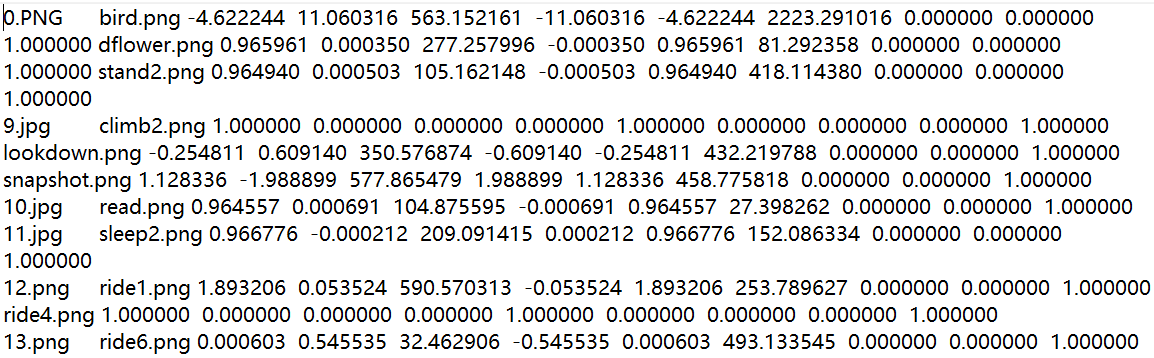 0.PNG bird.png -4.622244 11.060316 563.152161 -11.060316 -4.622244 2223.291016 0.000000 0.000000
1.000000 dflower.png 0.965961 0.000350 277.257996 -0.000350 0.965961 81.292358 0.000000 0.000000
1.000000 stand2.png 0.964940 0.000503 105.162148 -0.000503 0.964940 418.114380 0.000000 0.000000
1.000000
9.jpg climb2.png 1.000000 0.000000 0.000000 0.000000 1.000000 0.000000 0.000000 0.000000 1.000000
lookdown.png -0.254811 0.609140 350.576874 -0.609140 -0.254811 432.219788 0.000000 0.000000 1.000000
snapshot.png 1.128336 -1.988899 577.865479 1.988899 1.128336 458.775818 0.000000 0.000000 1.000000
10.jpg read.png 0.964557 0.000691 104.875595 -0.000691 0.964557 27.398262 0.000000 0.000000 1.000000
11.jpg sleep2.png 0.966776 -0.000212 209.091415 0.000212 0.966776 152.086334 0.000000 0.000000
1.000000
12.png ride1.png 1.893206 0.053524 590.570313 -0.053524 1.893206 253.789627 0.000000 0.000000 1.000000
ride4.png 1.000000 0.000000 0.000000 0.000000 1.000000 0.000000 0.000000 0.000000 1.000000
13.png ride6.png 0.000603 0.545535 32.462906 -0.545535 0.000603 493.133545 0.000000 0.000000 1.000000